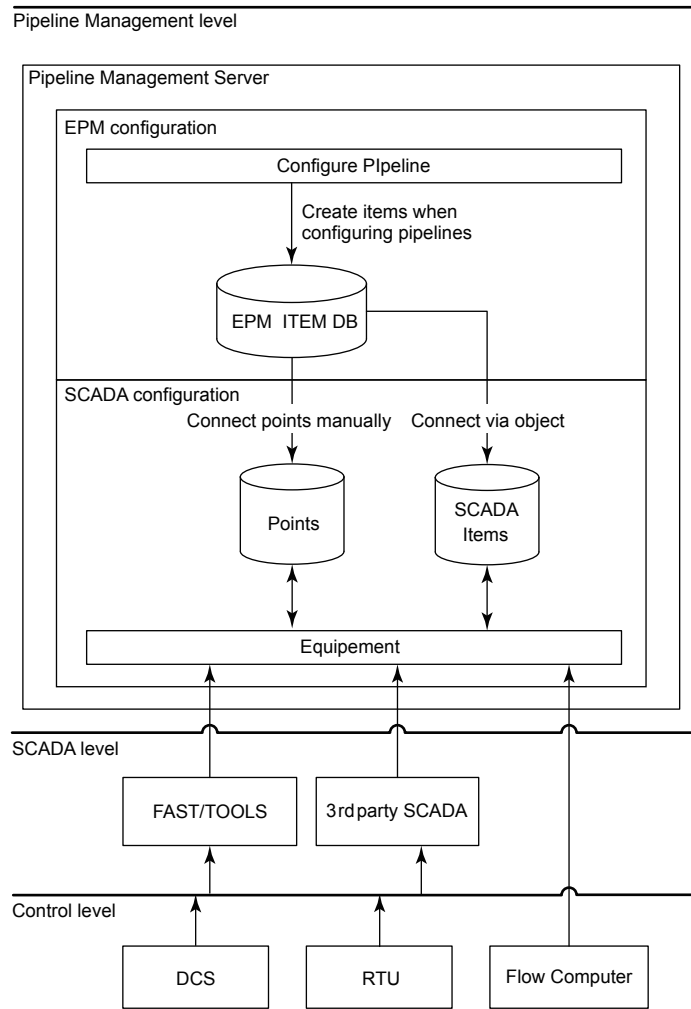 Pipeline Management level
Pipeline Management Server
EPM configuration
Configure PIpeline
Create items when
configuring pipelines
EPM ITEM DB
SCADA configuration
Connect points manually
Connect via object
Points
SCADA
Items
Equipement
SCADA level
FAST/TOOLS
3rd party SCADA
Control level
DCS
RTU
Flow Computer